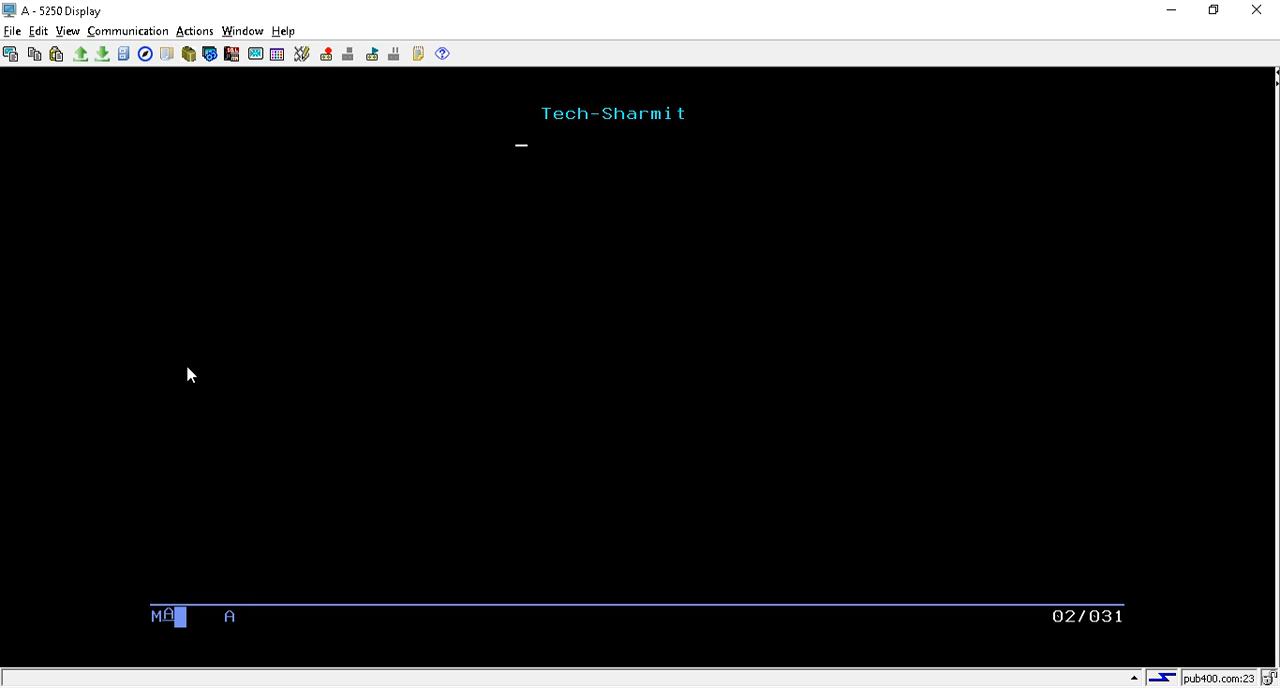 A - 5250 Display
File Edit View Communication Actions Window Help
Tech-Sharmit
MA A 02/031
pub400.com:23